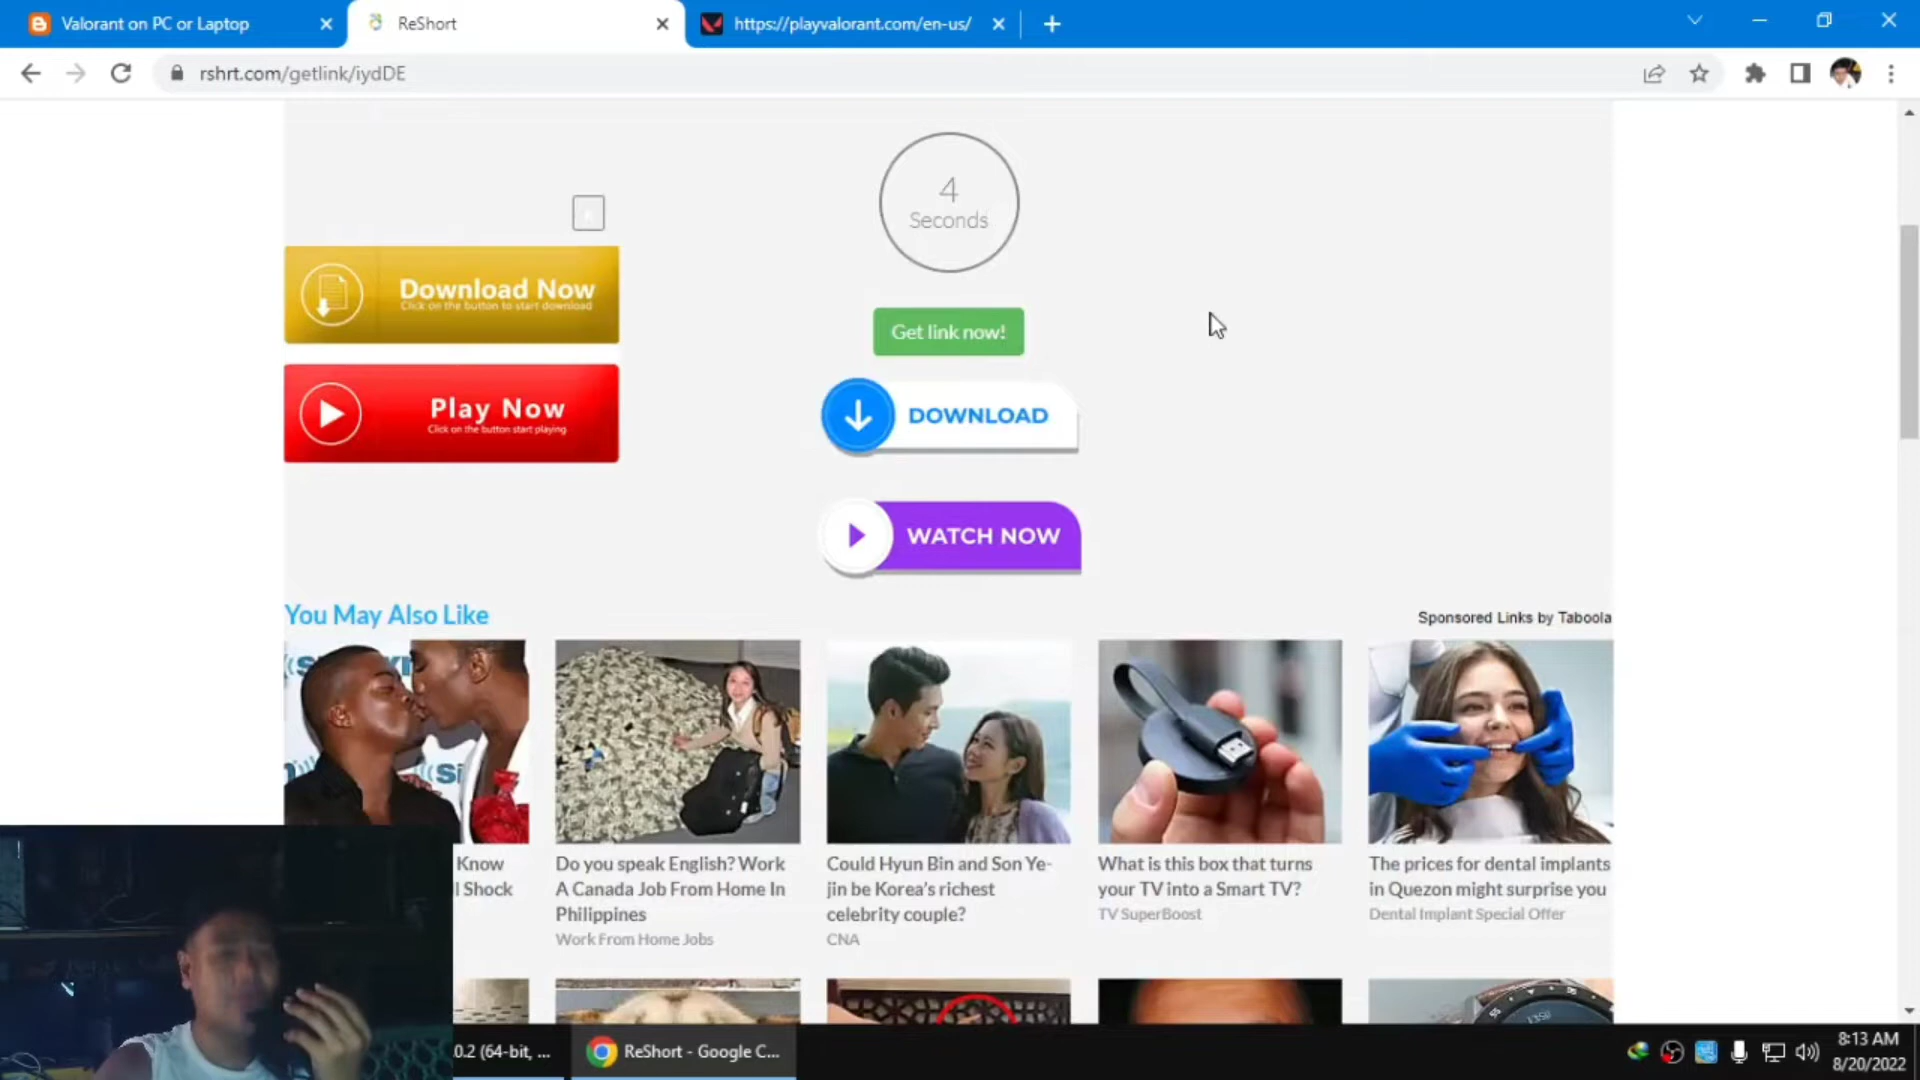 Valorant on PC or Laptop
ReShort
https://playvalorant.com/en-us/
rshrt.com/getlink/iydDE
4
Seconds
Download Now
Click on the button to start download
Get link now!
Play Now
Click on the button start playing
DOWNLOAD
WATCH NOW
You May Also Like
Sponsored Links by Taboola
Know
l Shock
Do you speak English? Work
A Canada Job From Home In
Philippines
Work From Home Jobs
Could Hyun Bin and Son Ye-
jin be Korea's richest
celebrity couple?
CNA
What is this box that turns
your TV into a Smart TV?
TV SuperBoost
The prices for dental implants
in Quezon might surprise you
Dental Implant Special Offer
.0.2 (64-bit, ...
ReShort - Google C...
8:13 AM
8/20/2022